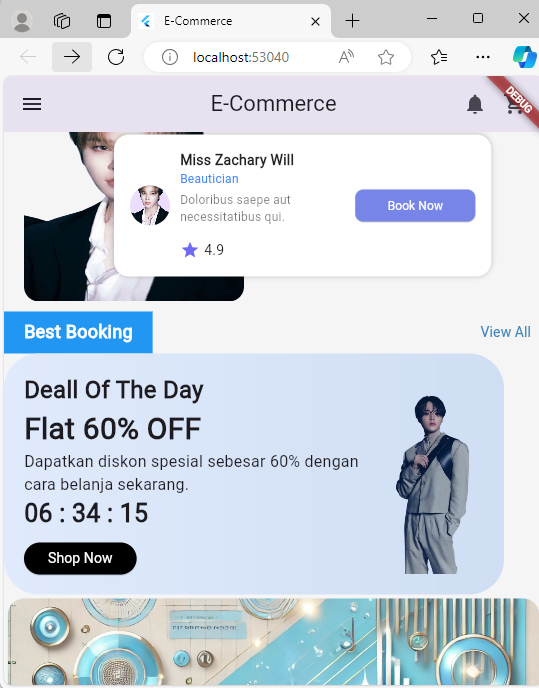 E-Commerce
localhost:53040
E-Commerce
DEBUG
Miss Zachary Will
Beautician
Doloribus saepe aut
necessitatibus qui.
Book Now
4.9
Best Booking
View All
Deall Of The Day
Flat 60% OFF
Dapatkan diskon spesial sebesar 60% dengan
cara belanja sekarang.
06 : 34 : 15
Shop Now